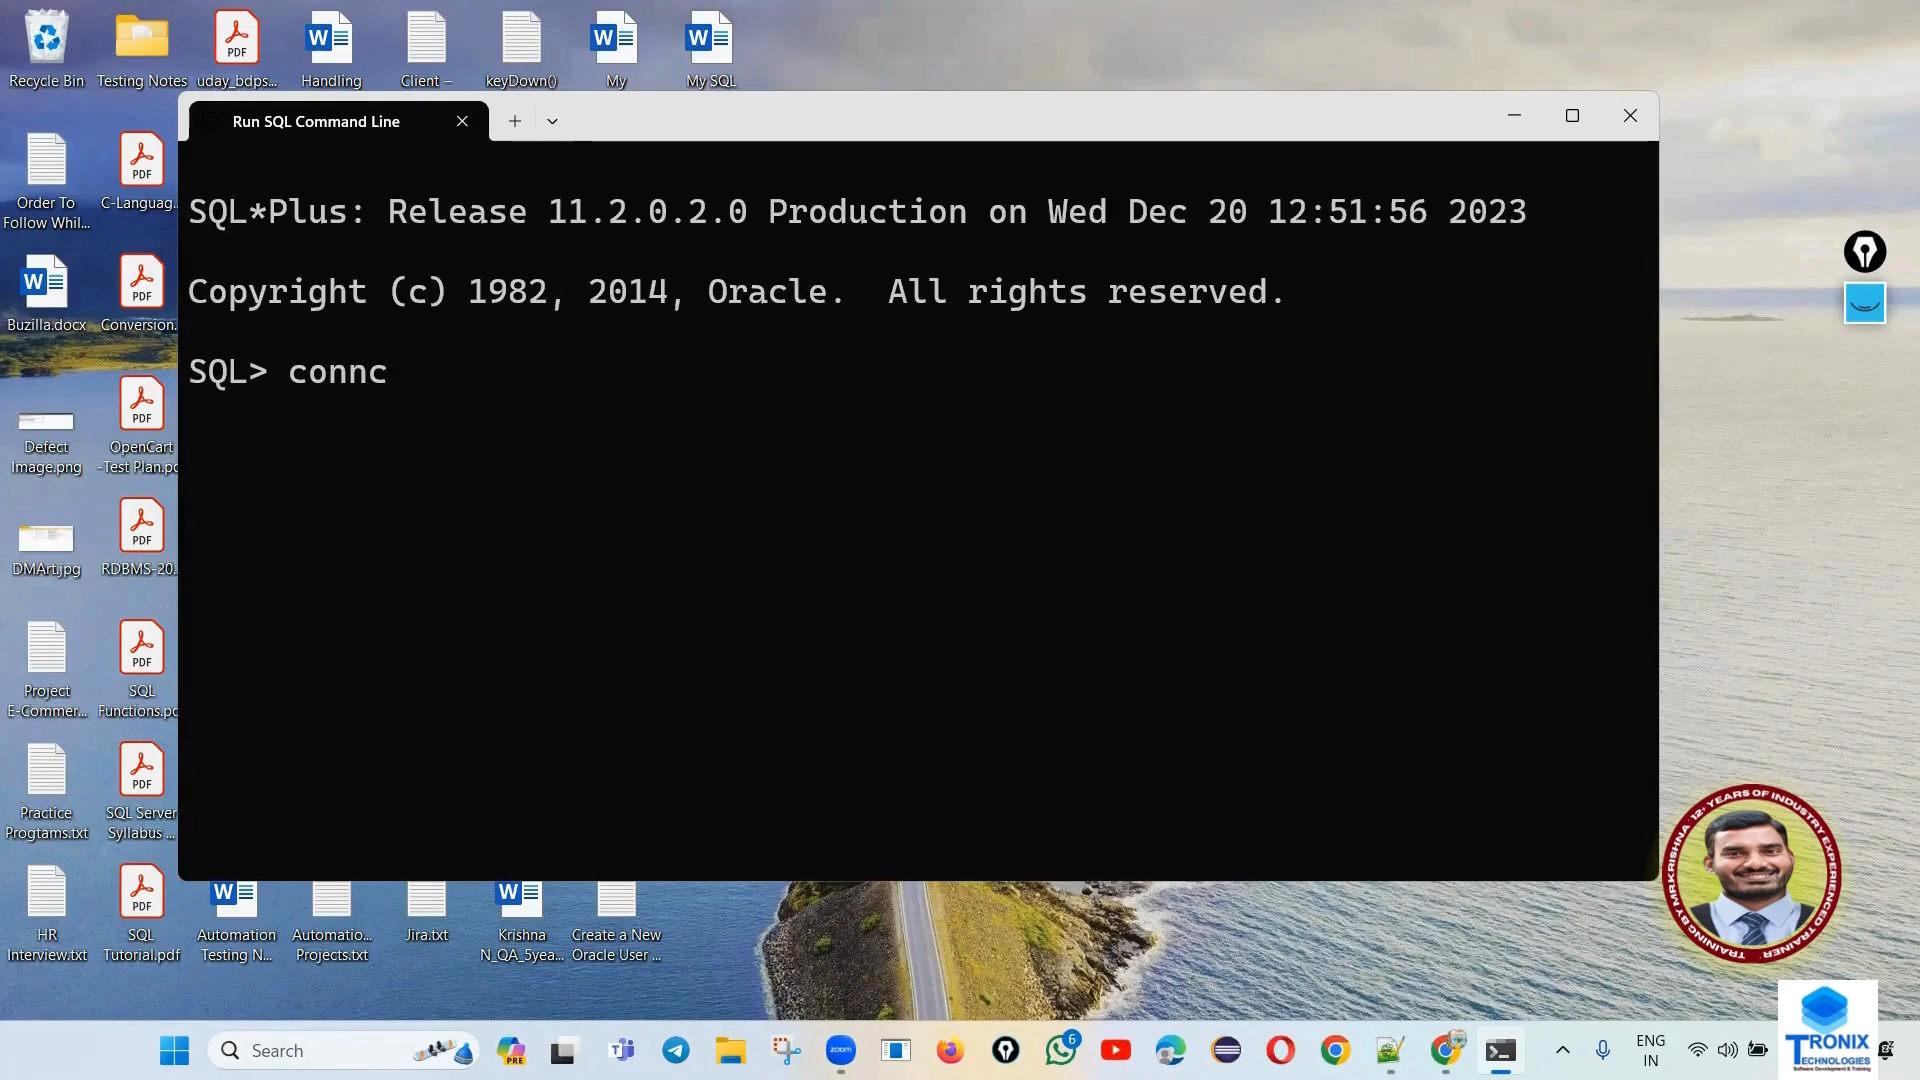 Recycle Bin
Testing Notes
uday_bdps...
Handling
Client –
keyDown()
My
My SQL
Run SQL Command Line
SQL*Plus: Release 11.2.0.2.0 Production on Wed Dec 20 12:51:56 2023
Copyright (c) 1982, 2014, Oracle.  All rights reserved.
SQL> connc
Order To
Follow Whil...
C-Languag...
Buzilla.docx
Conversion.
Defect
Image.png
OpenCart
-Test Plan.pd
DMArt.jpg
RDBMS-20..
Project
E-Commer...
SQL
Functions.pd
Practice
Progtams.txt
SQL Server
Syllabus ...
HR
Interview.txt
SQL
Tutorial.pdf
Automation
Testing N...
Automatio...
Projects.txt
Jira.txt
Krishna
N_QA_5yea...
Create a New
Oracle User ...
TRAINING BY MR.KRISHNA 12+ YEARS OF INDUSTRY EXPERIENCED TRAINER.
TRONIX
TECHNOLOGIES
Software Development & Training
Search
PRE
zoom
6
ENG
IN